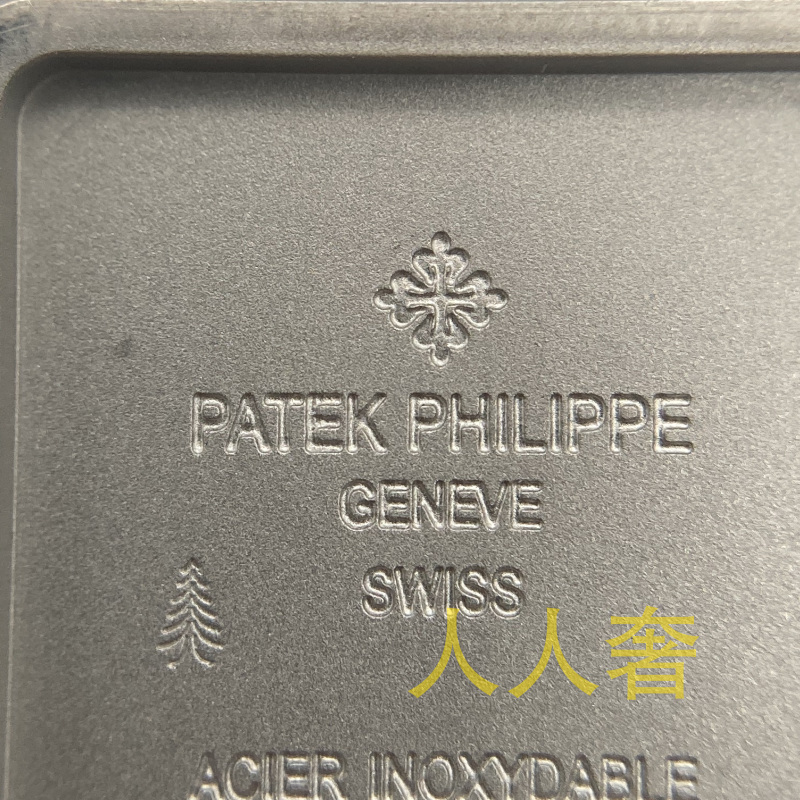 PATEK PHILIPPE
GENEVE
SWISS
人人奢
ACIER INOXYDABLE